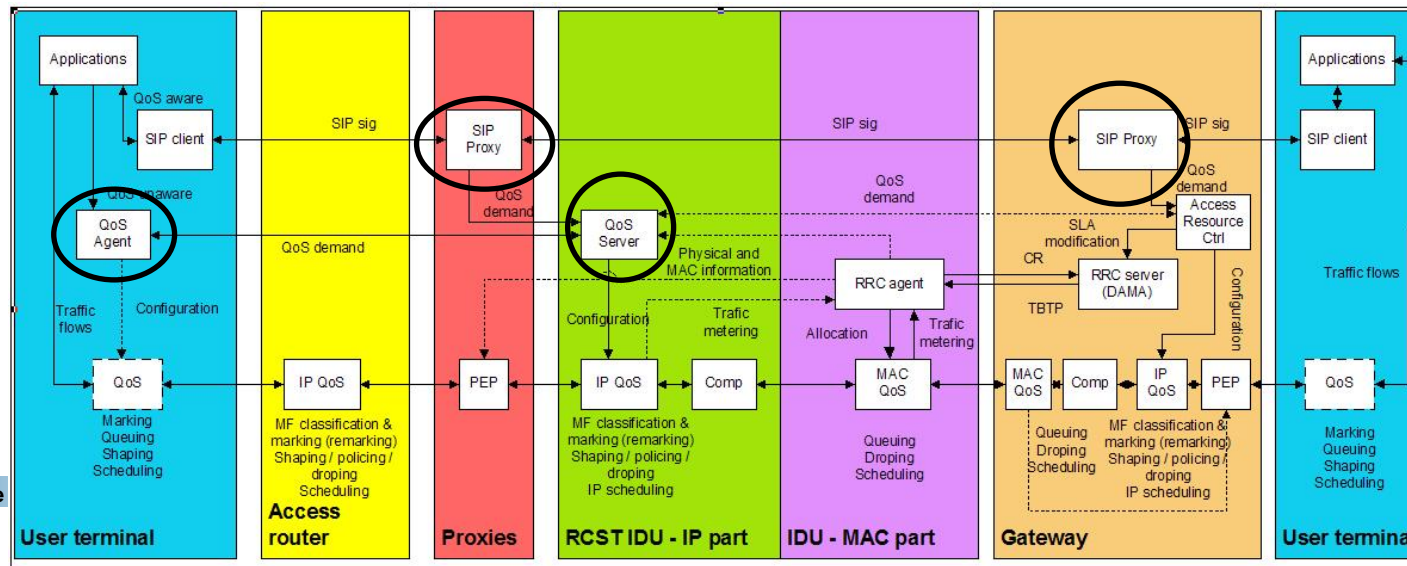 Applications
QoS aware
SIP client
QoS unaware
QoS
Agent
QoS demand
Traffic
flows
Configuration
QoS
Marking
Queuing
Shaping
Scheduling
User terminal
SIP sig
IP QoS
MF classification &
marking (remarking)
Shaping / policing /
droping
Scheduling
Access
router
SIP
Proxy
QoS
demand
PEP
Proxies
QoS
Server
Physical and
MAC information
Configuration
Trafic
metering
IP QoS
Comp
MF classification &
marking (remarking)
Shaping / policing /
droping
IP scheduling
RCST IDU - IP part
SIP sig
QoS
demand
RRC agent
Allocation
Trafic
metering
MAC
QoS
Queuing
Droping
Scheduling
IDU - MAC part
SIP Proxy
SIP sig
QoS
demand
Access
Resource
Ctrl
SLA
modification
CR
RRC server
(DAMA)
TBTP
Configuration
MAC
QoS
Comp
IP
QoS
PEP
Queuing
Droping
Scheduling
MF classification &
marking (remarking)
Shaping / policing /
droping
IP scheduling
Gateway
Applications
SIP client
Traffic flows
QoS
Marking
Queuing
Shaping
Scheduling
User termina
e